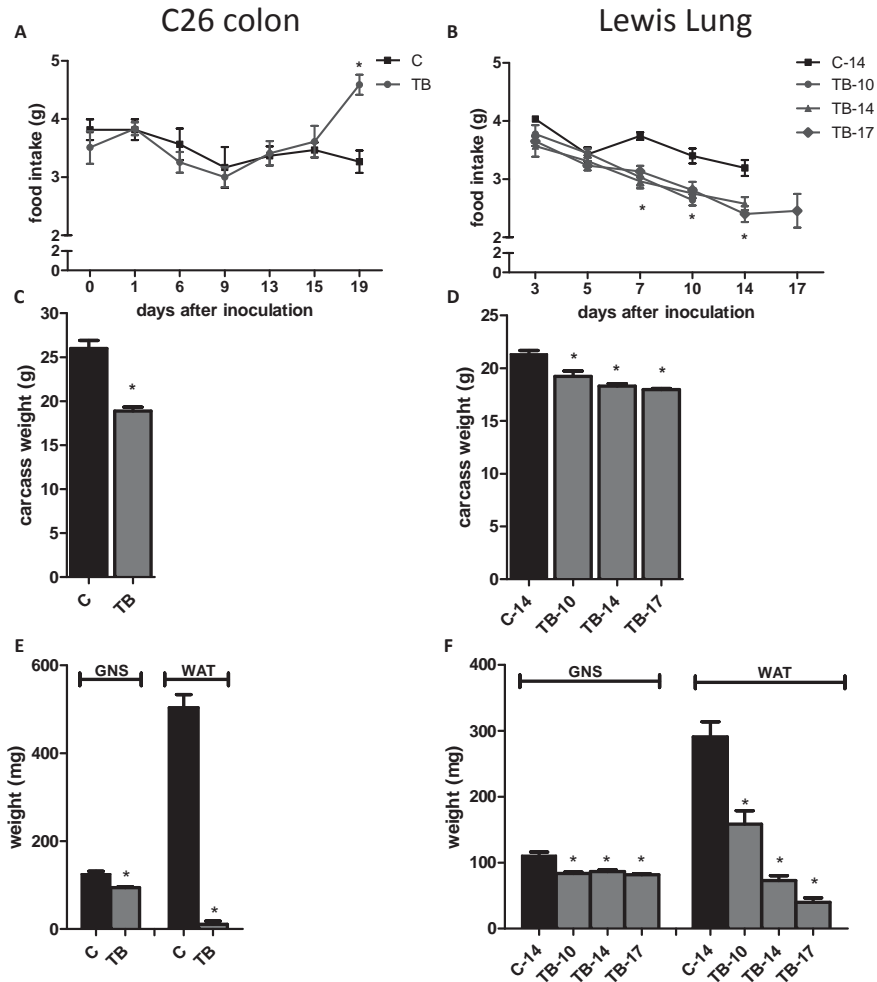 C26 colon
Lewis Lung
A
5
4
3
2
2
0
food intake (g)
*
C
TB
0 1 6 9 13 15 19
days after inoculation
B
5
4
3
2
2
0
food intake (g)
* * *
C-14
TB-10
TB-14
TB-17
3 5 7 10 14 17
days after inoculation
C
30
25
20
15
10
5
0
carcass weight (g)
*
C TB
D
25
20
15
10
5
0
carcass weight (g)
* * *
C-14 TB-10 TB-14 TB-17
E
600
400
200
0
weight (mg)
GNS WAT
* *
C TB C TB
F
400
300
200
100
0
weight (mg)
GNS WAT
* * * * * *
C-14 TB-10 TB-14 TB-17 C-14 TB-10 TB-14 TB-17